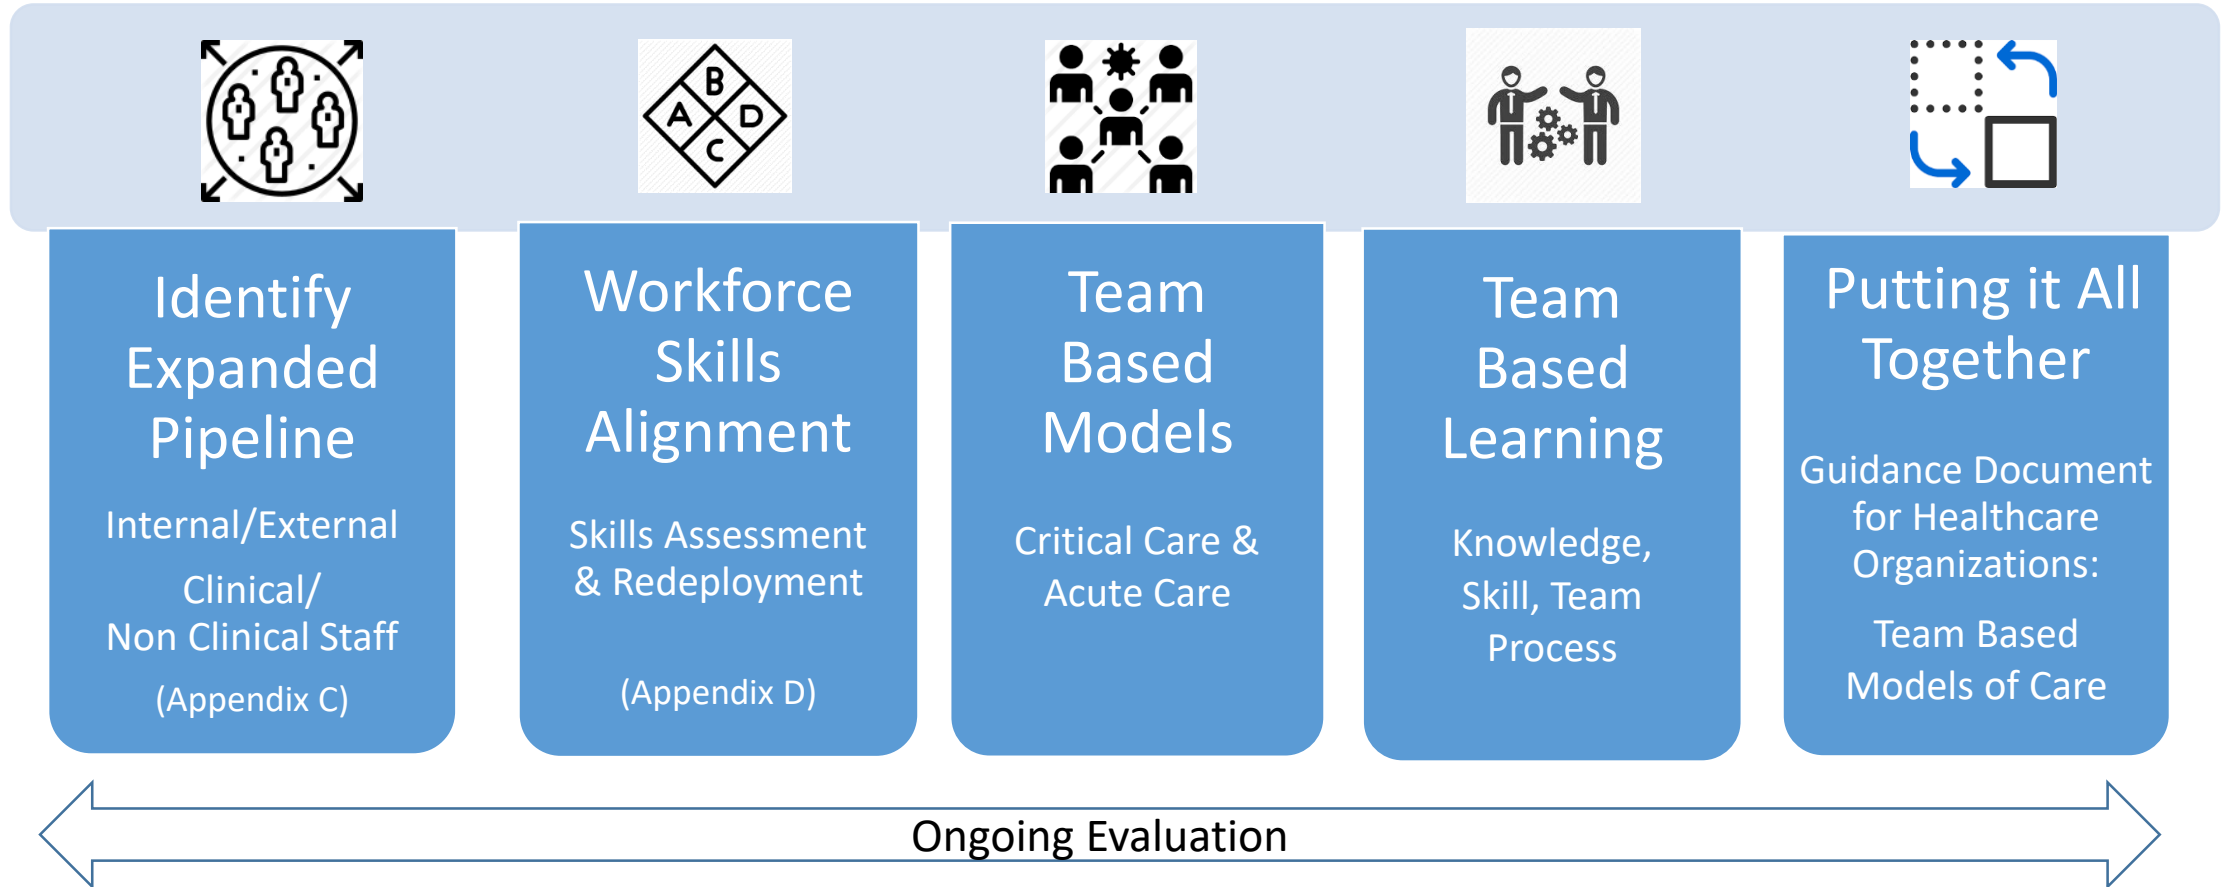 B
A D
C
Identify
Expanded
Pipeline
Internal/External
Clinical/
Non Clinical Staff
(Appendix C)
Workforce
Skills
Alignment
Skills Assessment
& Redeployment
(Appendix D)
Team
Based
Models
Critical Care &
Acute Care
Team
Based
Learning
Knowledge,
Skill, Team
Process
Putting it All
Together
Guidance Document
for Healthcare
Organizations:
Team Based
Models of Care
Ongoing Evaluation